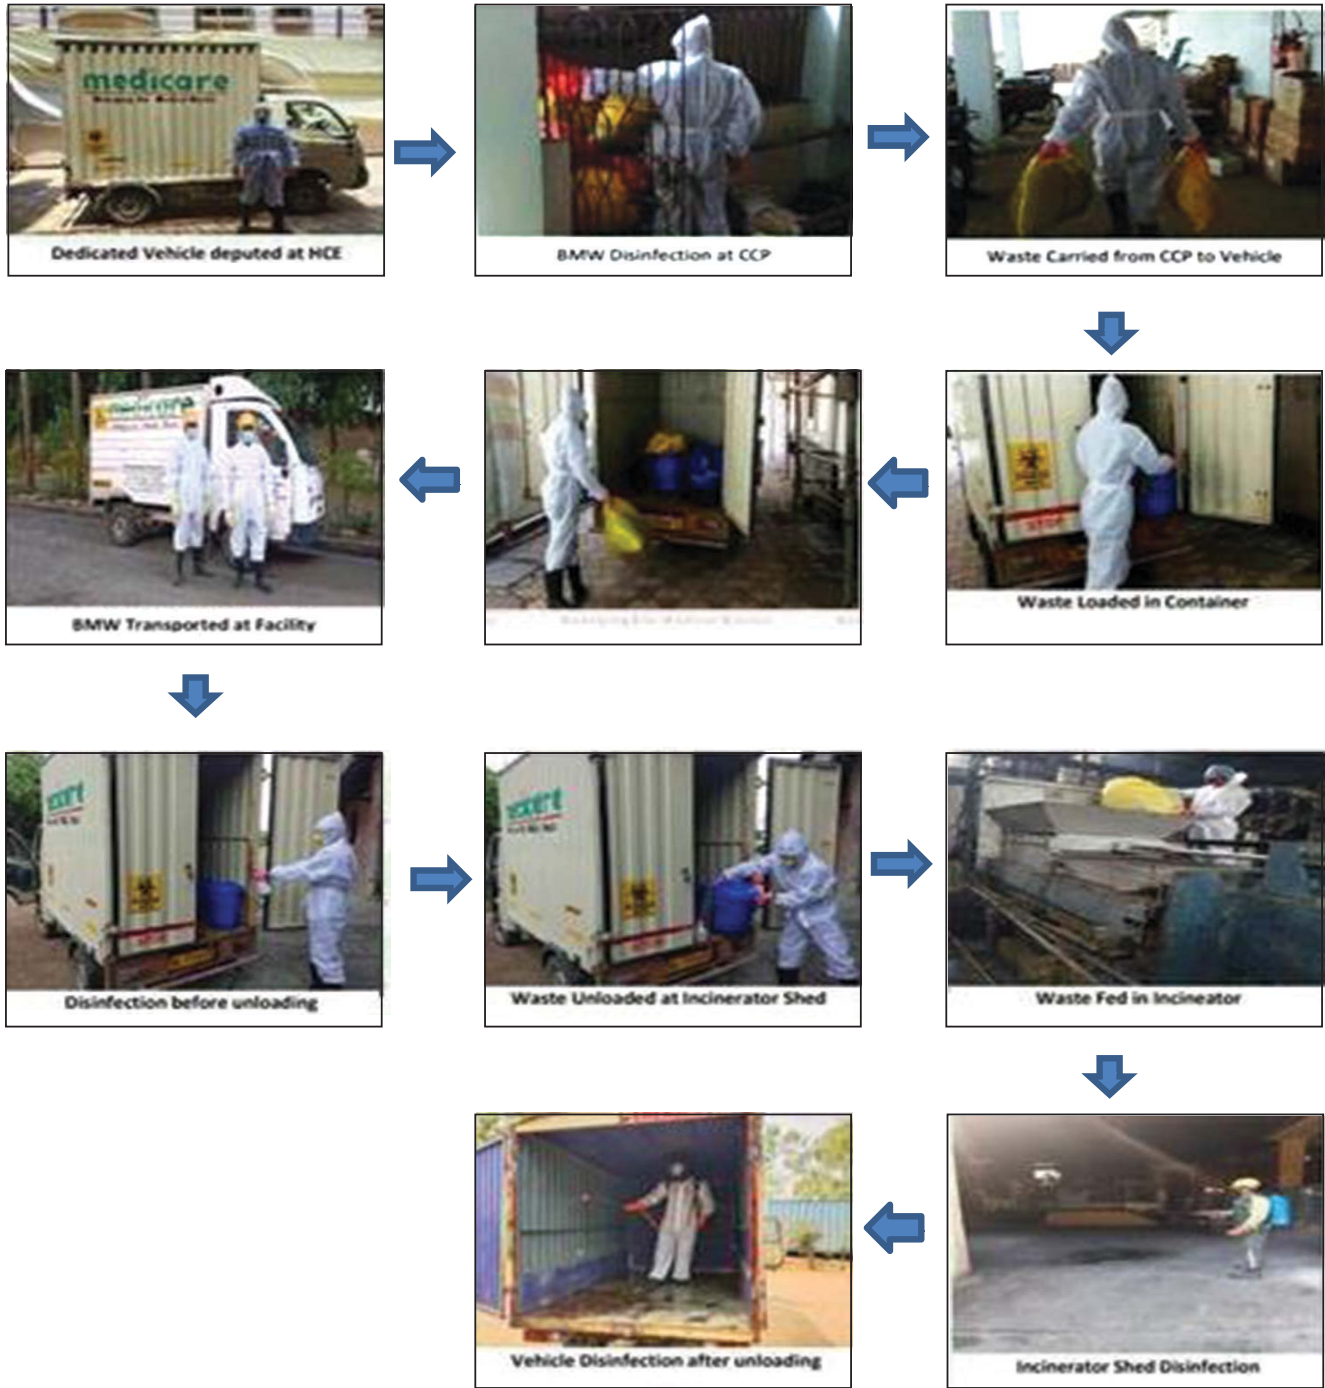 medicare
Dedicated Vehicle deputed at HCE
BMW Disinfection at CCP
Waste Carried from CCP to Vehicle
Waste Loaded in Container
BMW Transported at Facility
Disinfection before unloading
Waste Unloaded at Incinerator Shed
Waste Fed in Incineator
Incinerator Shed Disinfection
Vehicle Disinfection after unloading